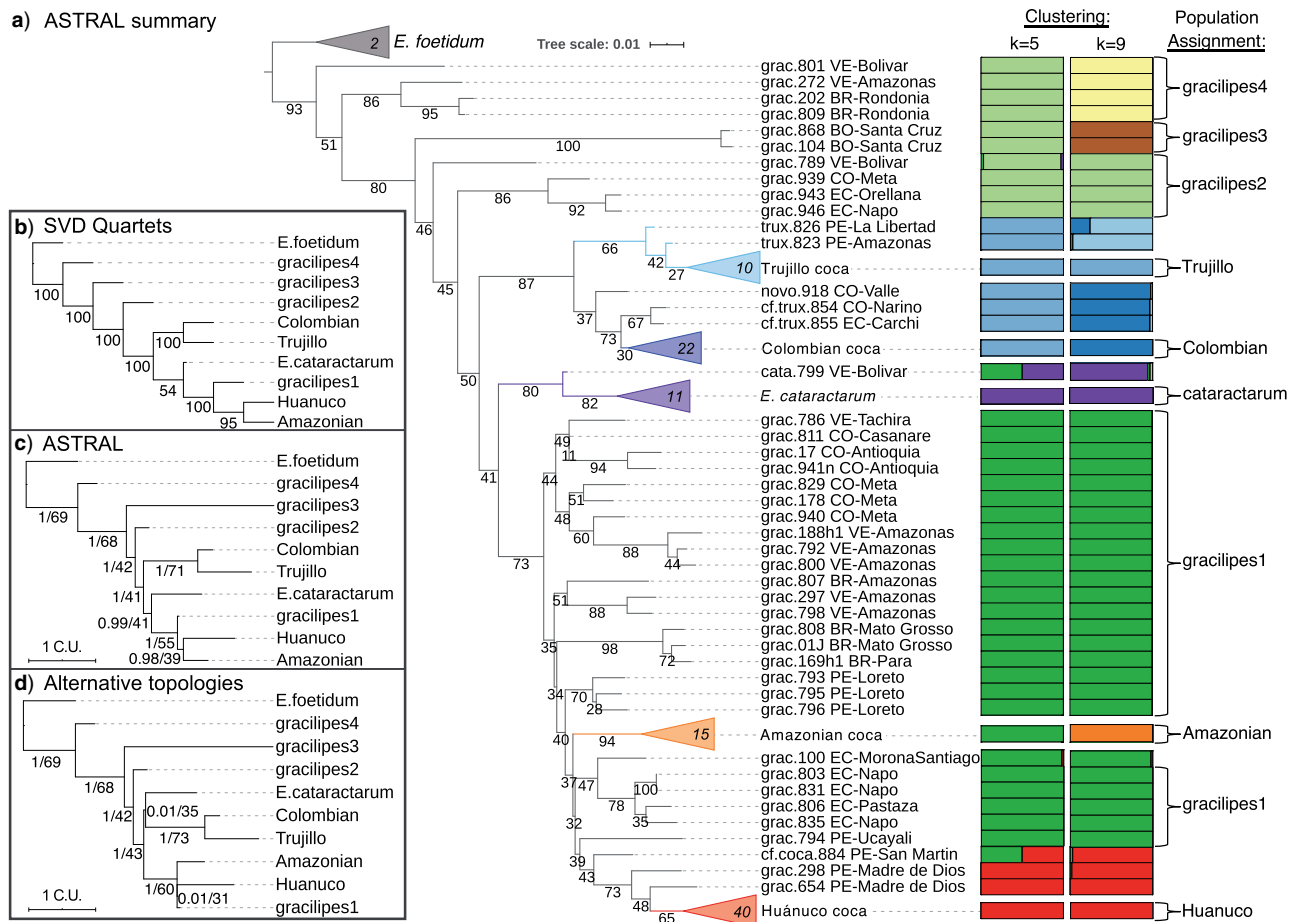 a) ASTRAL summary
Clustering:
Population
Assignment:
k=5
k=9
2
E. foetidum
Tree scale: 0.01
grac.801 VE-Bolivar
grac.272 VE-Amazonas
grac.202 BR-Rondonia
grac.809 BR-Rondonia
gracilipes4
grac.868 BO-Santa Cruz
grac.104 BO-Santa Cruz
gracilipes3
grac.789 VE-Bolivar
grac.939 CO-Meta
grac.943 EC-Orellana
grac.946 EC-Napo
gracilipes2
trux.826 PE-La Libertad
trux.823 PE-Amazonas
10
Trujillo coca
Trujillo
novo.918 CO-Valle
cf.trux.854 CO-Narino
cf.trux.855 EC-Carchi
22
Colombian coca
Colombian
cata.799 VE-Bolivar
11
E. cataractarum
cataractarum
grac.786 VE-Tachira
grac.811 CO-Casanare
grac.17 CO-Antioquia
grac.941n CO-Antioquia
grac.829 CO-Meta
grac.178 CO-Meta
grac.940 CO-Meta
grac.188h1 VE-Amazonas
grac.792 VE-Amazonas
grac.800 VE-Amazonas
grac.807 BR-Amazonas
grac.297 VE-Amazonas
grac.798 VE-Amazonas
grac.808 BR-Mato Grosso
grac.01J BR-Mato Grosso
grac.169h1 BR-Para
grac.793 PE-Loreto
grac.795 PE-Loreto
grac.796 PE-Loreto
gracilipes1
15
Amazonian coca
Amazonian
grac.100 EC-MoronaSantiago
grac.803 EC-Napo
grac.831 EC-Napo
grac.806 EC-Pastaza
grac.835 EC-Napo
grac.794 PE-Ucayali
gracilipes1
cf.coca.884 PE-San Martin
grac.298 PE-Madre de Dios
grac.654 PE-Madre de Dios
40
Huánuco coca
Huanuco
93
86
95
51
100
80
86
92
46
66
42
27
87
45
37
67
73
30
50
80
82
41
49
11
94
44
51
48
60
88
44
73
51
88
35
98
72
34
70
28
40
94
37
47
100
78
35
32
39
43
73
48
65
b) SVD Quartets
E.foetidum
gracilipes4
gracilipes3
gracilipes2
Colombian
Trujillo
E.cataractarum
gracilipes1
Huanuco
Amazonian
100
100
100
100
100
54
100
95
c) ASTRAL
E.foetidum
gracilipes4
gracilipes3
gracilipes2
Colombian
Trujillo
E.cataractarum
gracilipes1
Huanuco
Amazonian
1/69
1/68
1/42
1/71
1/41
0.99/41
1/55
0.98/39
1 C.U.
d) Alternative topologies
E.foetidum
gracilipes4
gracilipes3
gracilipes2
E.cataractarum
Colombian
Trujillo
Amazonian
Huanuco
gracilipes1
1/69
1/68
1/42
0.01/35
1/73
1/43
1/60
0.01/31
1 C.U.